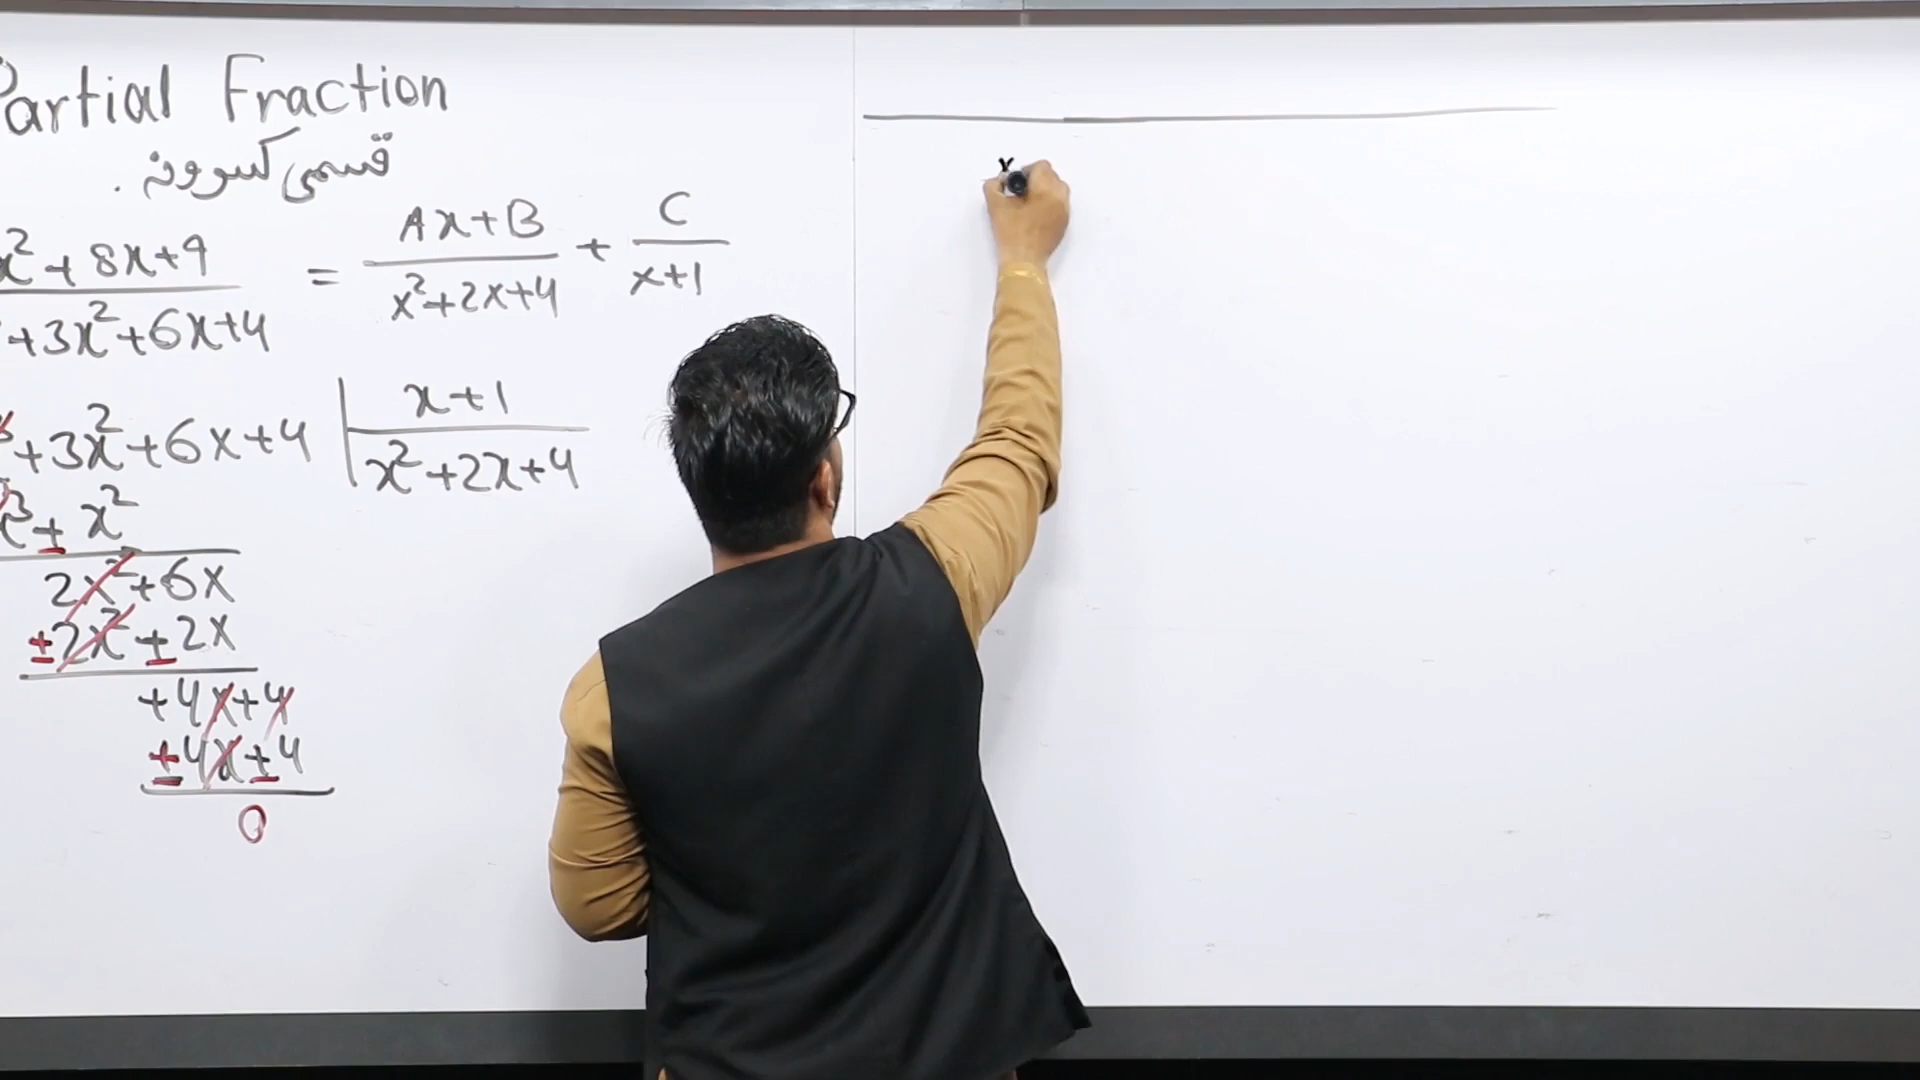 Partial Fraction
قسمی کسرونه .
x²+8x+9 = Ax+B + C
+3x²+6x+4 x²+2x+4 x+1
+3x²+6x+4 x+1
x³±x² x²+2x+4
2x²+6x
±2x²±2x
+4x+4
±4x±4
0
x